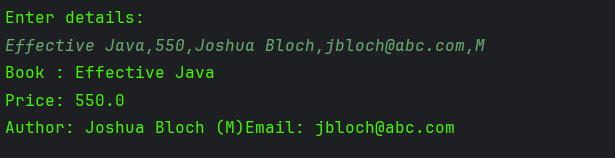 Enter details:
Effective Java,550,Joshua Bloch,jbloch@abc.com,M
Book : Effective Java
Price: 550.0
Author: Joshua Bloch (M)Email: jbloch@abc.com